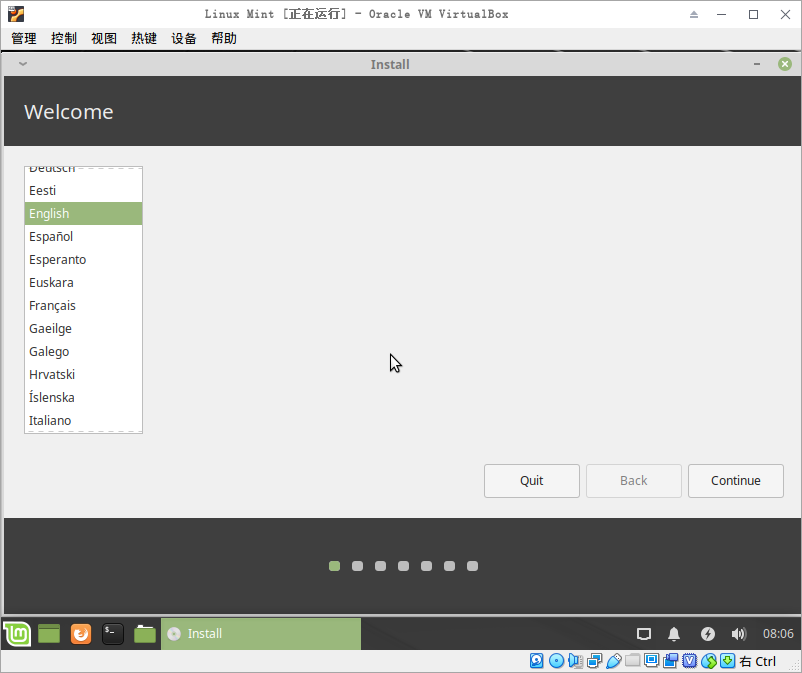 Linux Mint [正在运行] - Oracle VM VirtualBox
管理 控制 视图 热键 设备 帮助
Install
Welcome
Deutsch
Eesti
English
Español
Esperanto
Euskara
Français
Gaeilge
Galego
Hrvatski
Íslenska
Italiano
Quit Back Continue
Install 08:06
右 Ctrl